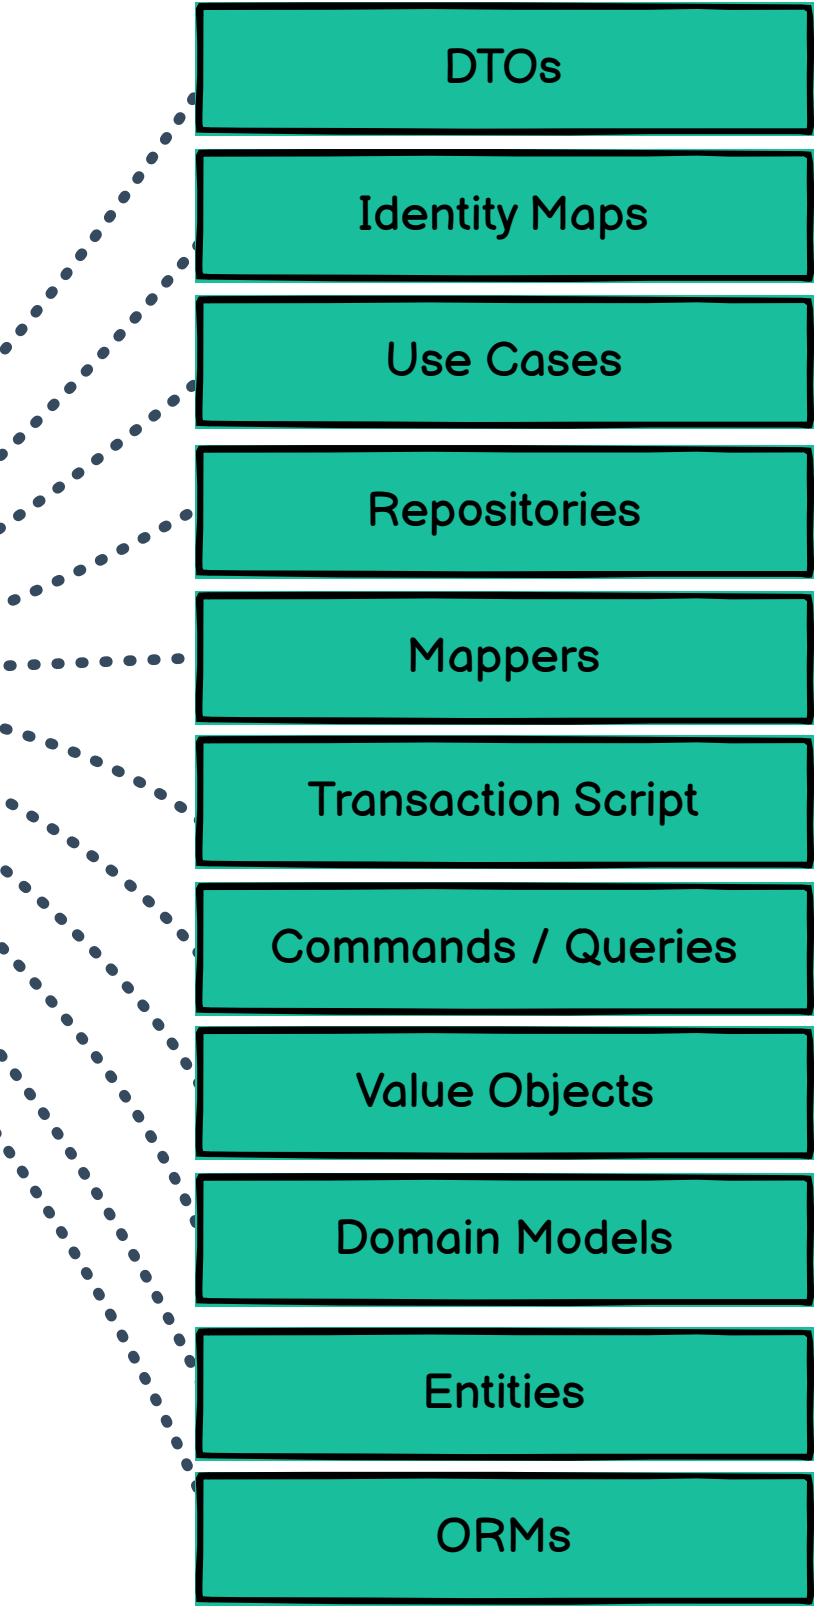 DTOs
Identity Maps
Use Cases
Repositories
Mappers
Transaction Script
Commands / Queries
Value Objects
Domain Models
Entities
ORMs